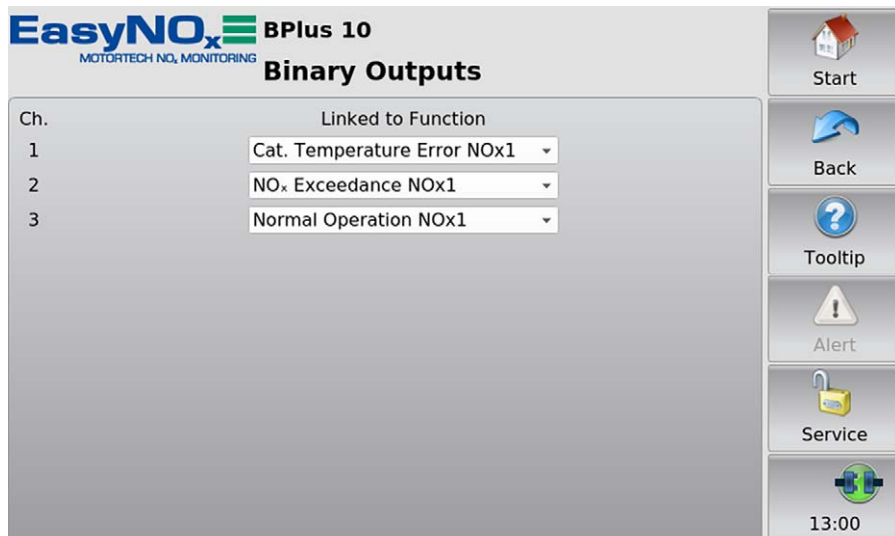 EasyNOₓ
MOTORTECH NOₓ MONITORING
BPlus 10
Binary Outputs
Ch. Linked to Function
1 Cat. Temperature Error NOx1
2 NOₓ Exceedance NOx1
3 Normal Operation NOx1
Start
Back
Tooltip
Alert
Service
13:00